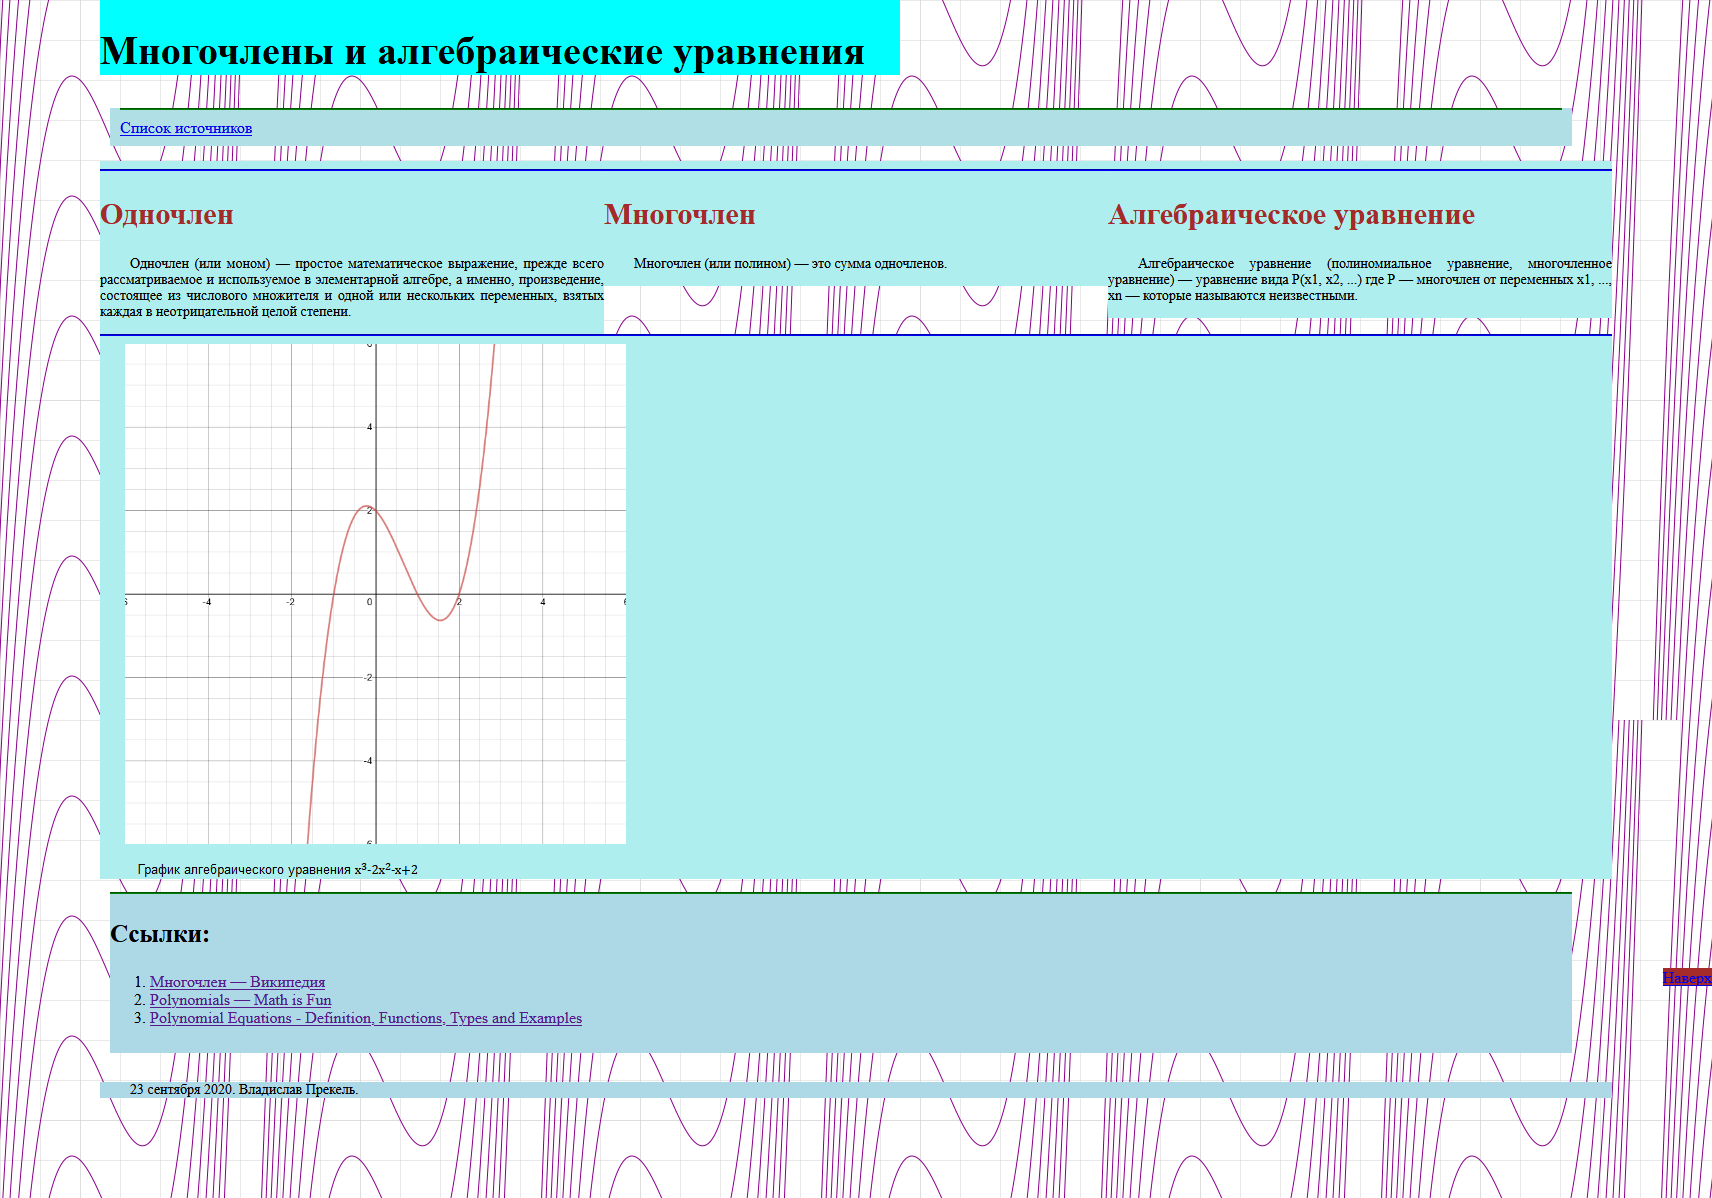 Многочлены и алгебраические уравнения
Список источников
Одночлен
Одночлен (или моном) — простое математическое выражение, прежде всего
рассматриваемое и используемое в элементарной алгебре, а именно, произведение,
состоящее из числового множителя и одной или нескольких переменных, взятых
каждая в неотрицательной целой степени.
Многочлен
Многочлен (или полином) — это сумма одночленов.
Алгебраическое уравнение
Алгебраическое уравнение (полиномиальное уравнение, многочленное
уравнение) — уравнение вида P(x1, x2, ...) где P — многочлен от переменных x1, ...,
xn — которые называются неизвестными.
6
4
2
6 -4 -2 0 2 4 6
-2
-4
-6
График алгебраического уравнения x³-2x²-x+2
Ссылки:
1. Многочлен — Википедия
2. Polynomials — Math is Fun
3. Polynomial Equations - Definition, Functions, Types and Examples
Наверх
23 сентября 2020. Владислав Прекель.